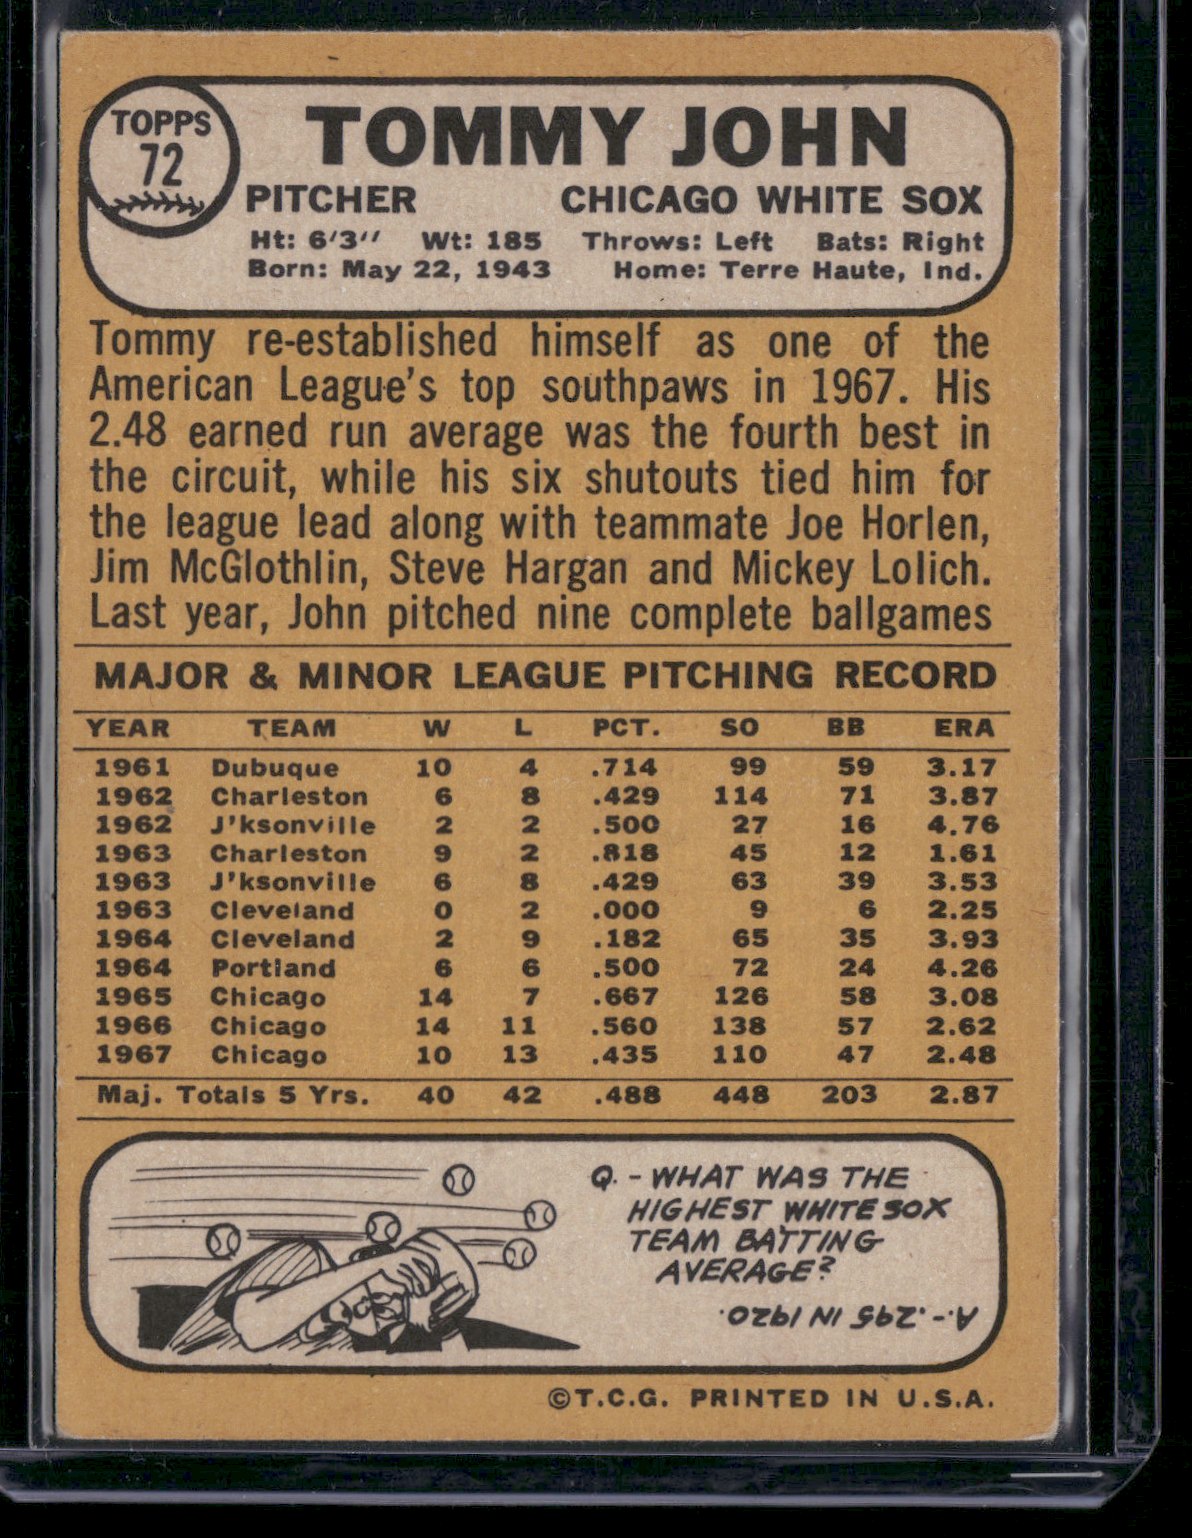 TOPPS
72
TOMMY JOHN
PITCHER CHICAGO WHITE SOX
Ht: 6'3'' Wt: 185 Throws: Left Bats: Right
Born: May 22, 1943 Home: Terre Haute, Ind.
Tommy re-established himself as one of the
American League's top southpaws in 1967. His
2.48 earned run average was the fourth best in
the circuit, while his six shutouts tied him for
the league lead along with teammate Joe Horlen,
Jim McGlothlin, Steve Hargan and Mickey Lolich.
Last year, John pitched nine complete ballgames
MAJOR & MINOR LEAGUE PITCHING RECORD
YEAR TEAM W L PCT. SO BB ERA
1961 Dubuque 10 4 .714 99 59 3.17
1962 Charleston 6 8 .429 114 71 3.87
1962 J'ksonville 2 2 .500 27 16 4.76
1963 Charleston 9 2 .818 45 12 1.61
1963 J'ksonville 6 8 .429 63 39 3.53
1963 Cleveland 0 2 .000 9 6 2.25
1964 Cleveland 2 9 .182 65 35 3.93
1964 Portland 6 6 .500 72 24 4.26
1965 Chicago 14 7 .667 126 58 3.08
1966 Chicago 14 11 .560 138 57 2.62
1967 Chicago 10 13 .435 110 47 2.48
Maj. Totals 5 Yrs. 40 42 .488 448 203 2.87
Q. - WHAT WAS THE
HIGHEST WHITE SOX
TEAM BATTING
AVERAGE?
A.- .295 IN 1920.
©T.C.G. PRINTED IN U.S.A.